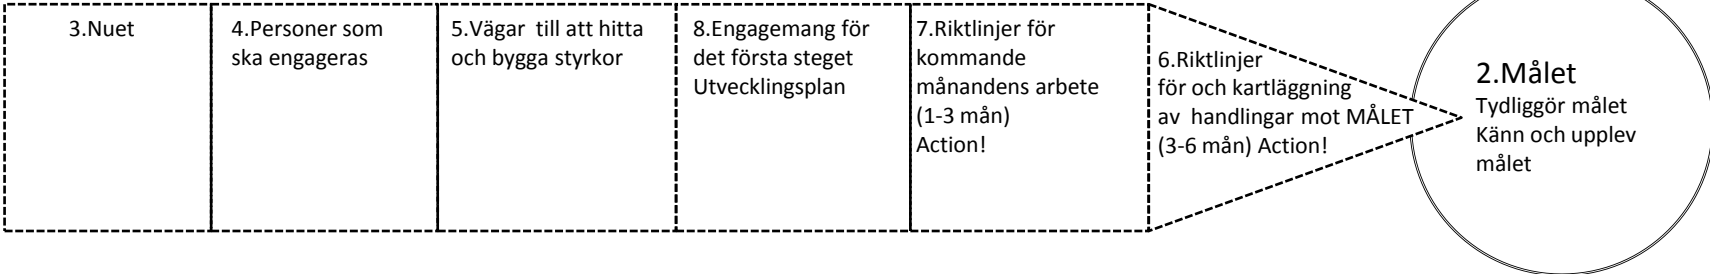 3.Nuet
4.Personer som
ska engageras
5.Vägar till att hitta
och bygga styrkor
8.Engagemang för
det första steget
Utvecklingsplan
7.Riktlinjer för
kommande
månandens arbete
(1-3 mån)
Action!
6.Riktlinjer
för och kartläggning
av handlingar mot MÅLET
(3-6 mån) Action!
2.Målet
Tydliggör målet
Känn och upplev
målet